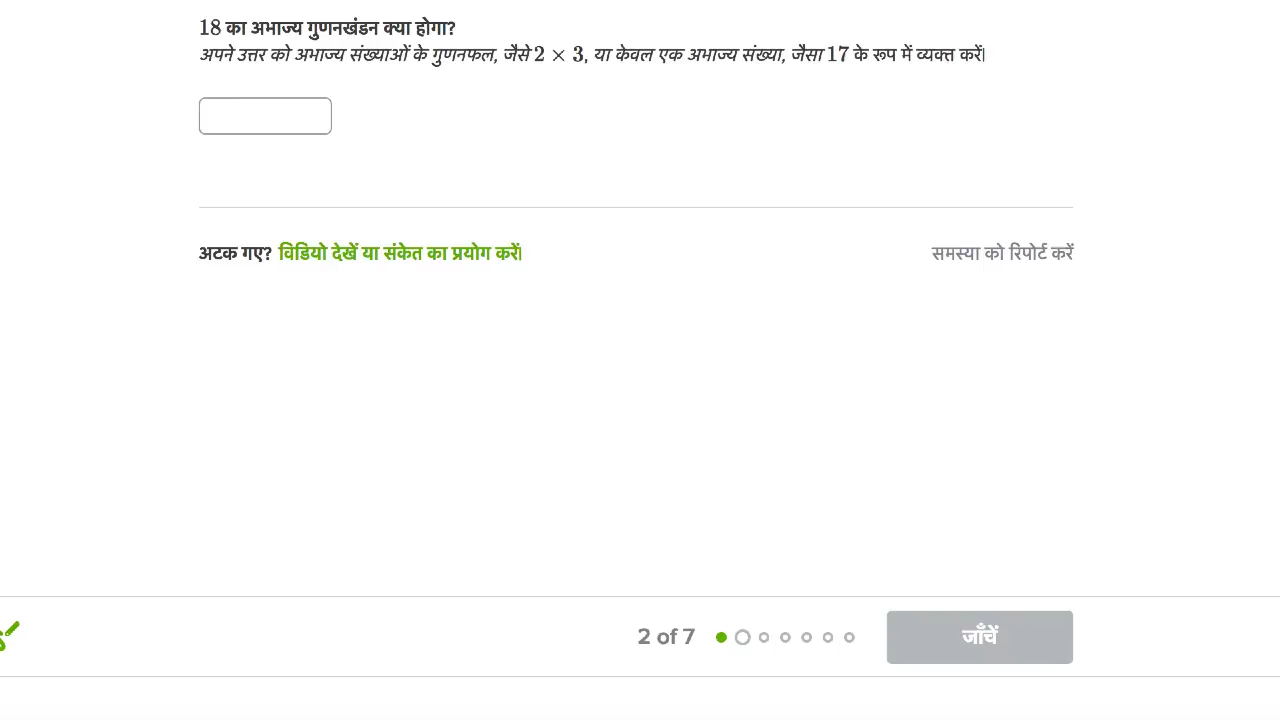 18 का अभाज्य गुणनखंडन क्या होगा?
अपने उत्तर को अभाज्य संख्याओं के गुणनफल, जैसे 2 × 3, या केवल एक अभाज्य संख्या, जैसा 17 के रूप में व्यक्त करें।
अटक गए? विडियो देखें या संकेत का प्रयोग करें।
समस्या को रिपोर्ट करें
2 of 7
जाँचें